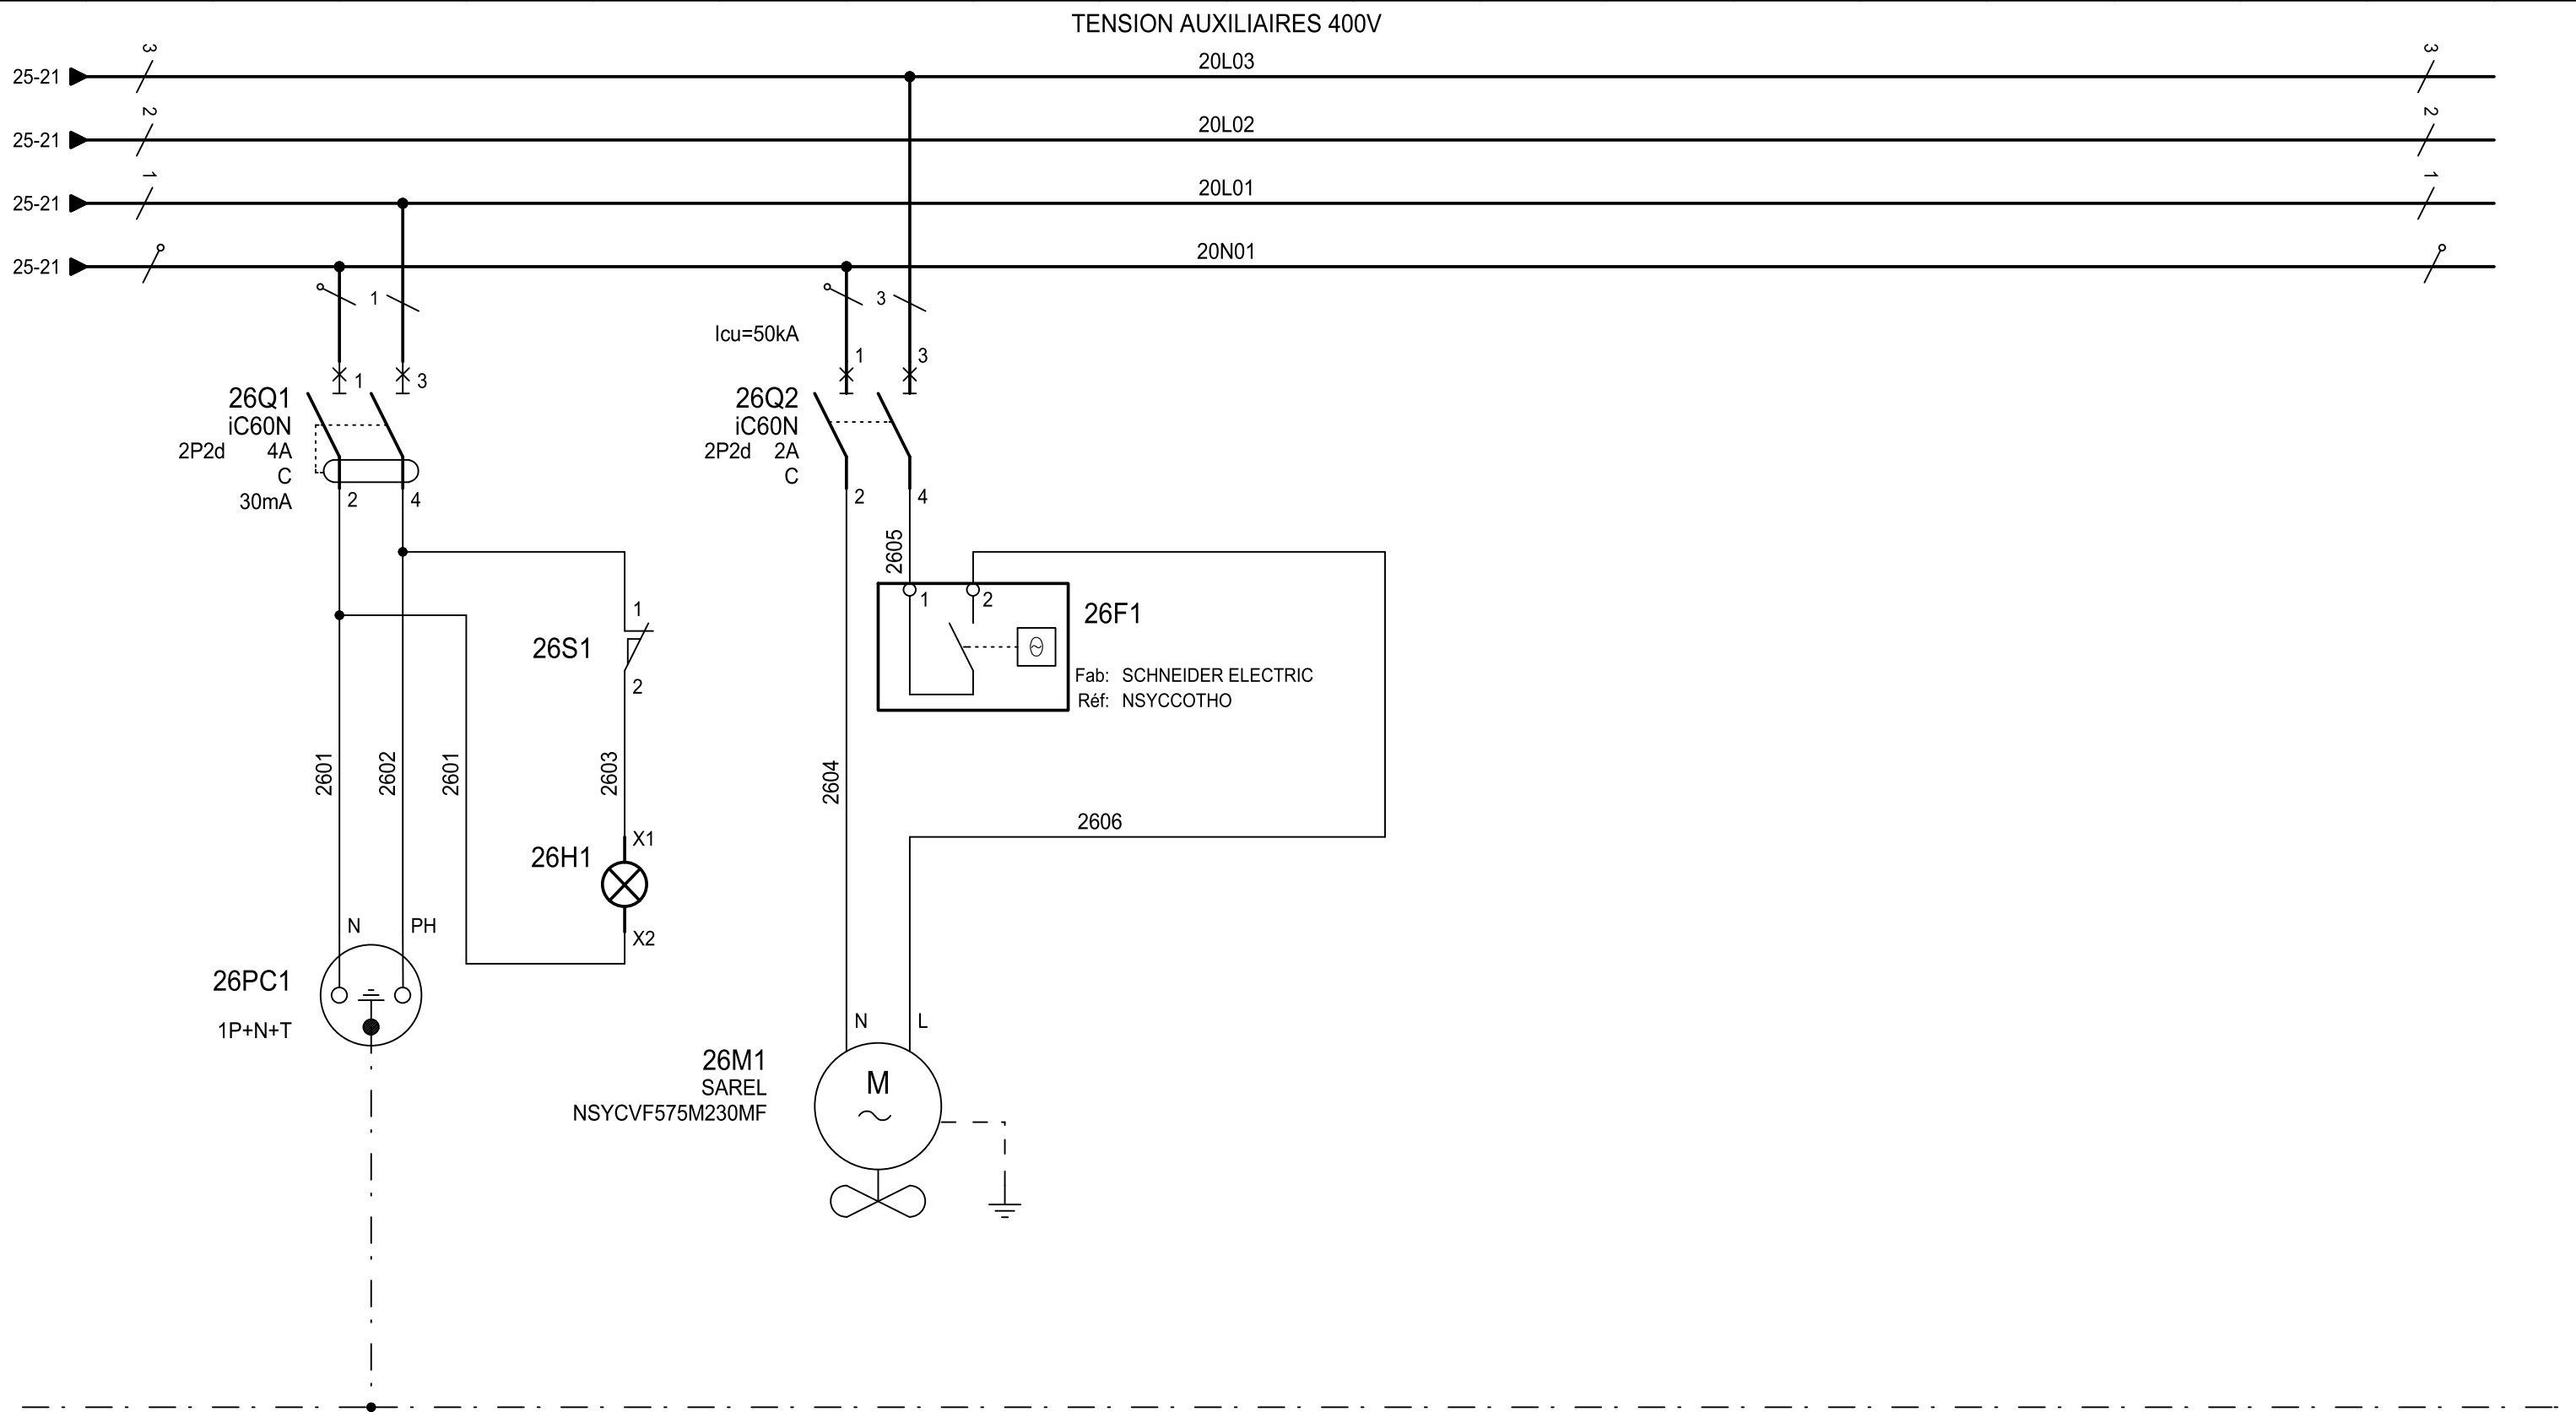 TENSION AUXILIAIRES 400V
3
20L03
3
25-21
2
20L02
2
25-21
1
20L01
1
25-21
20N01
25-21
1
3
Icu=50kA
1
3
1
3
26Q1
26Q2
iC60N
iC60N
2P2d 4A
2P2d 2A
C
C
30mA
2
4
2
4
2605
1
2
26F1
1
26S1
2
Fab: SCHNEIDER ELECTRIC
Réf: NSYCCOTHO
2601
2602
2601
2603
2604
2606
X1
26H1
X2
N
PH
26PC1
1P+N+T
N
L
26M1
SAREL
NSYCVF575M230MF
M